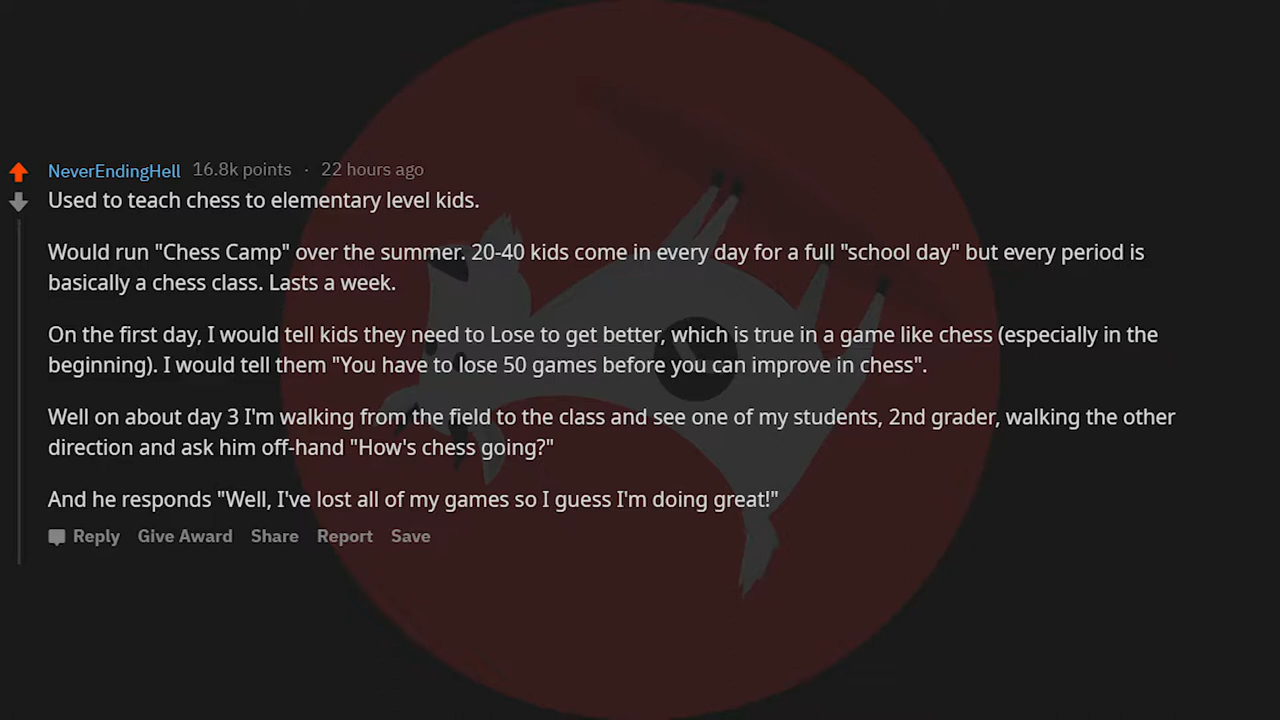 NeverEndingHell 16.8k points · 22 hours ago
Used to teach chess to elementary level kids.
Would run "Chess Camp" over the summer. 20-40 kids come in every day for a full "school day" but every period is
basically a chess class. Lasts a week.
On the first day, I would tell kids they need to Lose to get better, which is true in a game like chess (especially in the
beginning). I would tell them "You have to lose 50 games before you can improve in chess".
Well on about day 3 I'm walking from the field to the class and see one of my students, 2nd grader, walking the other
direction and ask him off-hand "How's chess going?"
And he responds "Well, I've lost all of my games so I guess I'm doing great!"
Reply Give Award Share Report Save